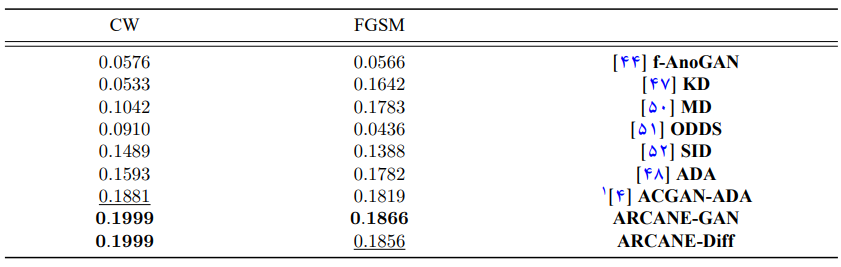 CW FGSM
0.0576 0.0566 f-AnoGAN [۴۴]
0.0533 0.1642 KD [۴۷]
0.1042 0.1783 MD [۵۰]
0.0910 0.0436 ODDS [۵۱]
0.1489 0.1388 SID [۵۲]
0.1593 0.1782 ADA [۴۸]
0.1881 0.1819 ACGAN-ADA [۴]۱
0.1999 0.1866 ARCANE-GAN
0.1999 0.1856 ARCANE-Diff